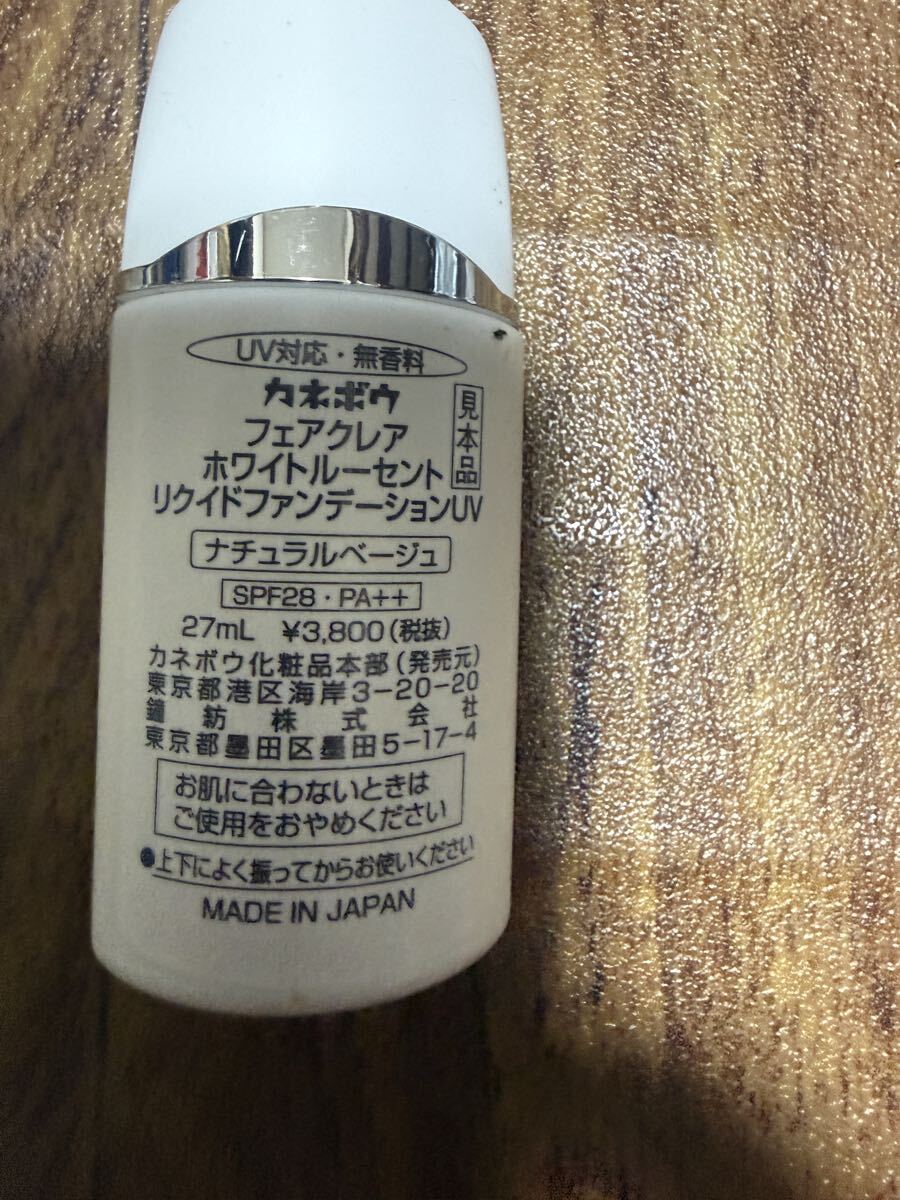 UV対応・無香料
カネボウ
見本品
フェアクレア
ホワイトルーセント
リクイドファンデーションUV
ナチュラルベージュ
SPF28・PA++
27mL ¥3,800(税抜)
カネボウ化粧品本部(発売元)
東京都港区海岸3-20-20
鐘紡株式会社
東京都墨田区墨田5-17-4
お肌に合わないときは
ご使用をおやめください
●上下によく振ってからお使いください
MADE IN JAPAN